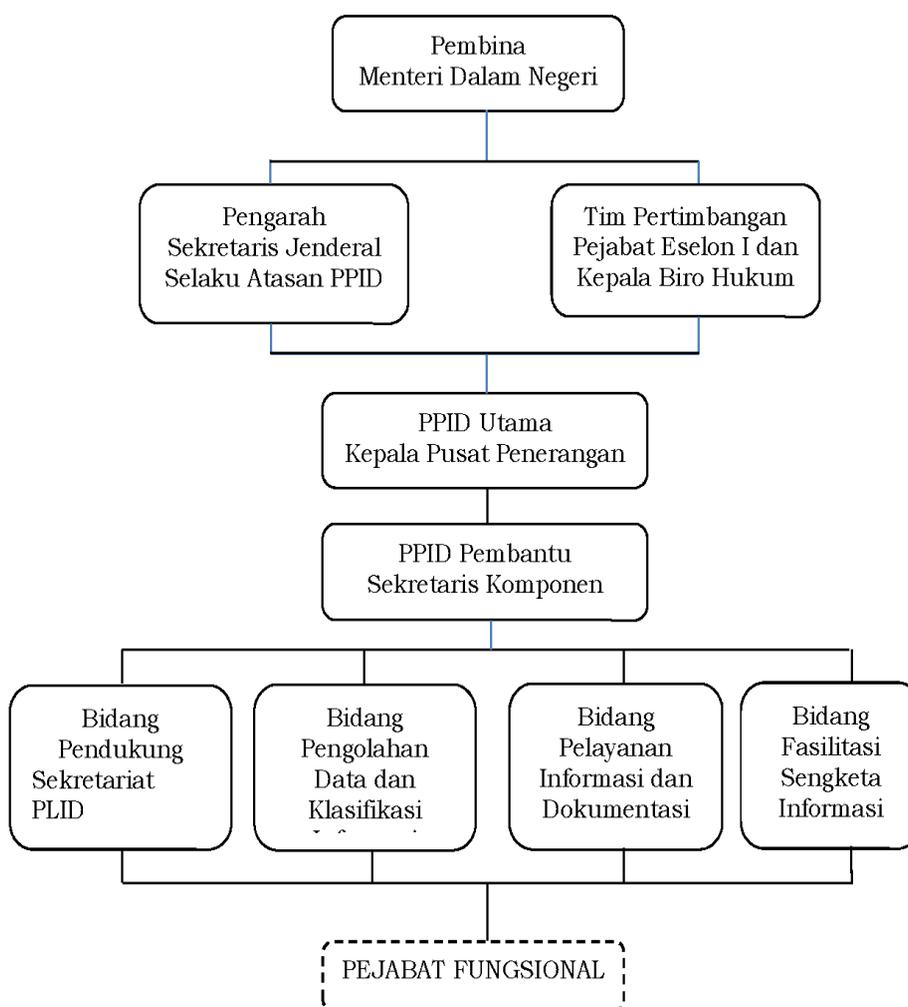 Pembina
Menteri Dalam Negeri
Pengarah
Sekretaris Jenderal
Selaku Atasan PPID
Tim Pertimbangan
Pejabat Eselon I dan
Kepala Biro Hukum
PPID Utama
Kepala Pusat Penerangan
PPID Pembantu
Sekretaris Komponen
Bidang
Pendukung
Sekretariat
PLID
Bidang
Pengolahan
Data dan
Klasifikasi
Bidang
Pelayanan
Informasi dan
Dokumentasi
Bidang
Fasilitasi
Sengketa
Informasi
PEJABAT FUNGSIONAL